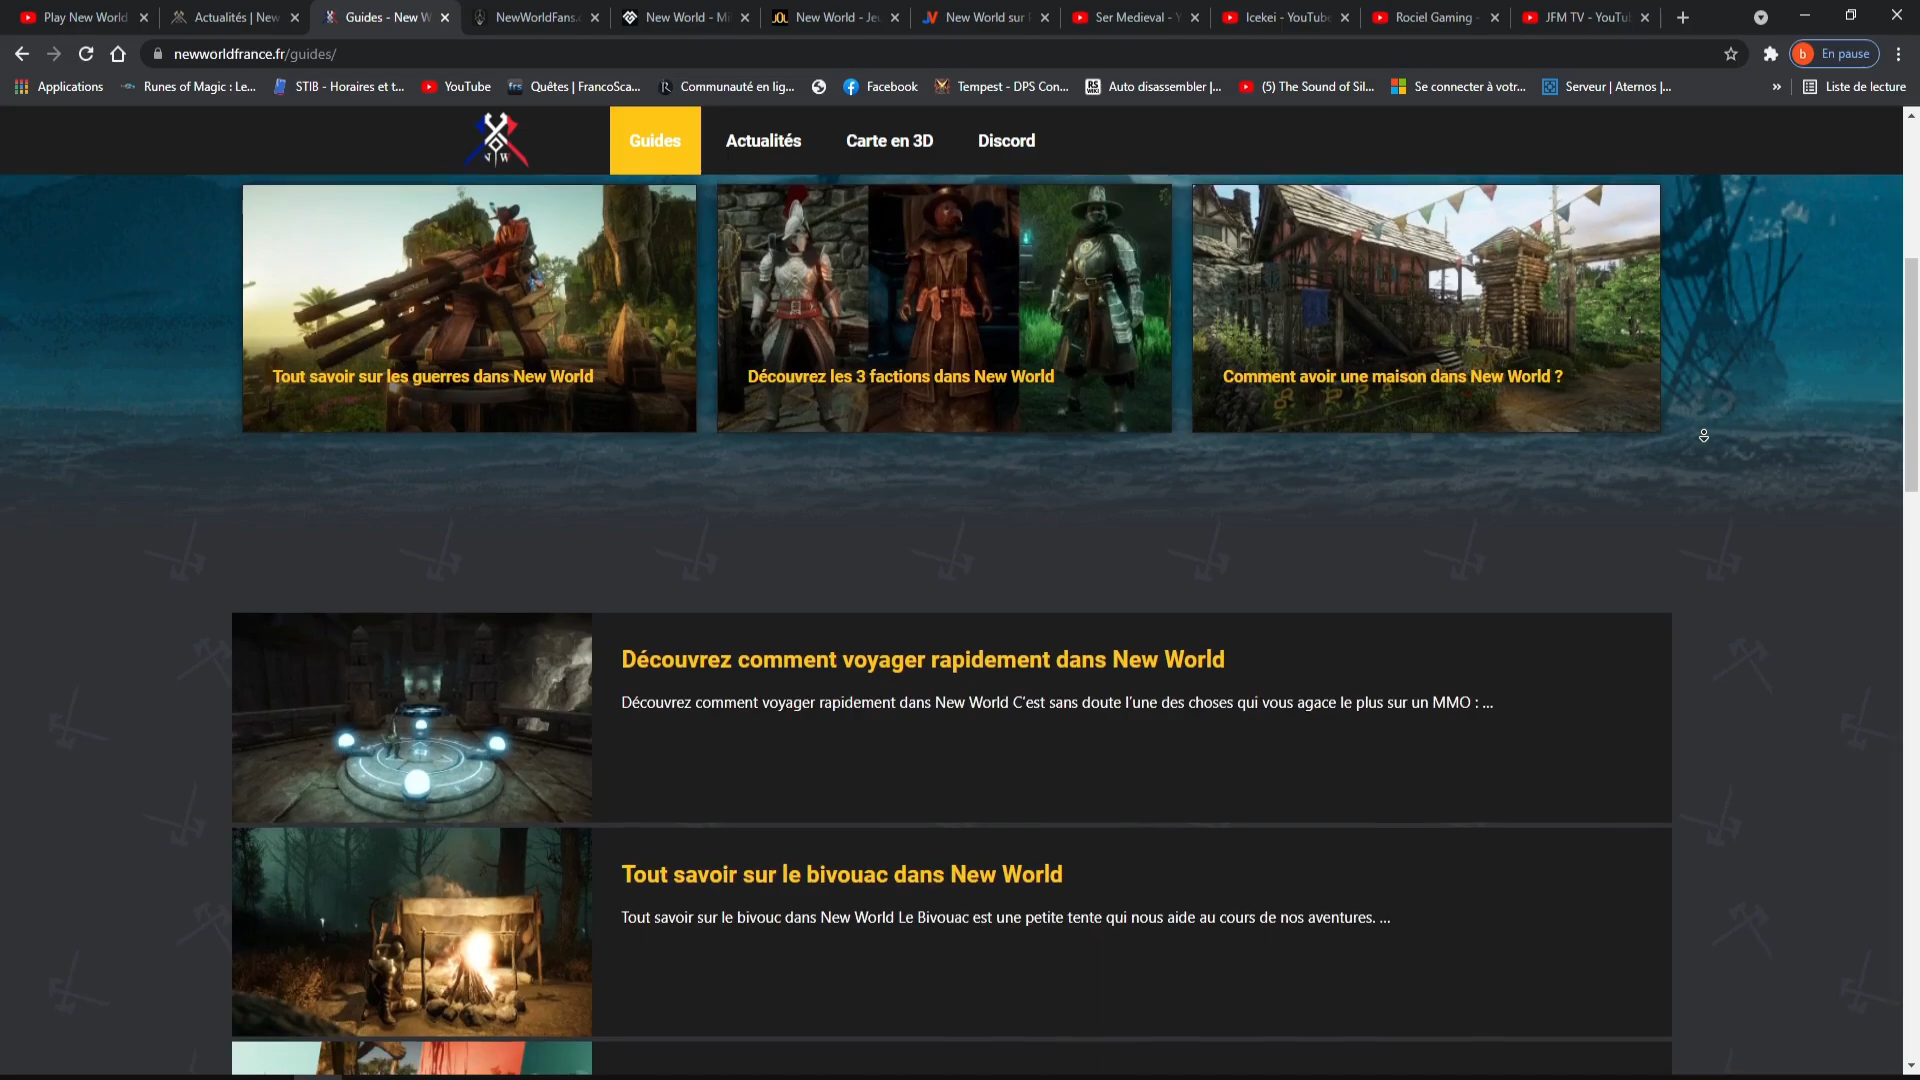 Play New World
Actualités | New
Guides - New W
NewWorldFans.
New World - Mi
JOL
New World - Jeu
New World sur
Ser Medieval - Y
Icekei - YouTube
Rociel Gaming -
JFM TV - YouTu
newworldfrance.fr/guides/
b
En pause
Applications
Runes of Magic : Le...
STIB - Horaires et t...
YouTube
frs
Quêtes | FrancoSca...
Communauté en lig...
Facebook
Tempest - DPS Con...
RS
WIKI
Auto disassembler |...
(5) The Sound of Sil...
Se connecter à votr...
Serveur | Aternos |...
»
Liste de lecture
N W
Guides
Actualités
Carte en 3D
Discord
Tout savoir sur les guerres dans New World
Découvrez les 3 factions dans New World
Comment avoir une maison dans New World ?
Découvrez comment voyager rapidement dans New World
Découvrez comment voyager rapidement dans New World C'est sans doute l'une des choses qui vous agace le plus sur un MMO : ...
Tout savoir sur le bivouac dans New World
Tout savoir sur le bivouc dans New World Le Bivouac est une petite tente qui nous aide au cours de nos aventures. ...